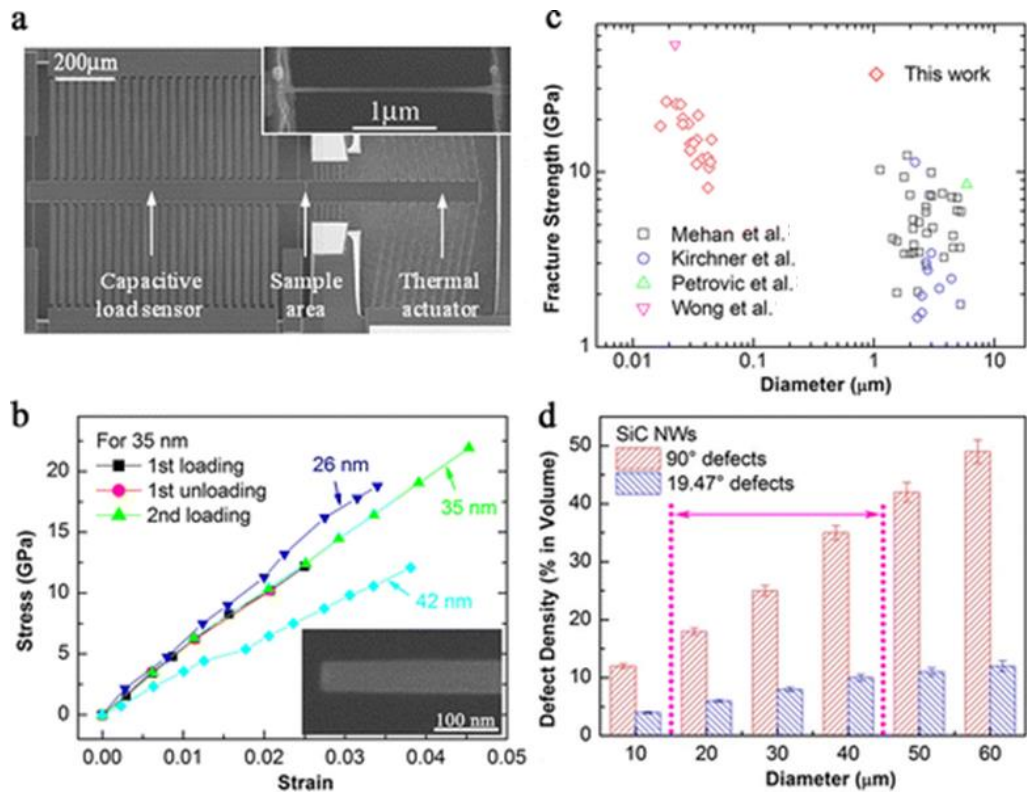 a
200μm
1μm
Capacitive
load sensor
Sample
area
Thermal
actuator
b
For 35 nm
1st loading
1st unloading
2nd loading
26 nm
35 nm
42 nm
100 nm
Stress (GPa)
20
15
10
5
0
0.00 0.01 0.02 0.03 0.04 0.05
Strain
c
This work
Mehan et al.
Kirchner et al.
Petrovic et al.
Wong et al.
Fracture Strength (GPa)
10
1
0.01 0.1 1 10
Diameter (μm)
d
SiC NWs
90° defects
19.47° defects
Defect Density (% in Volume)
50
40
30
20
10
0
10 20 30 40 50 60
Diameter (μm)